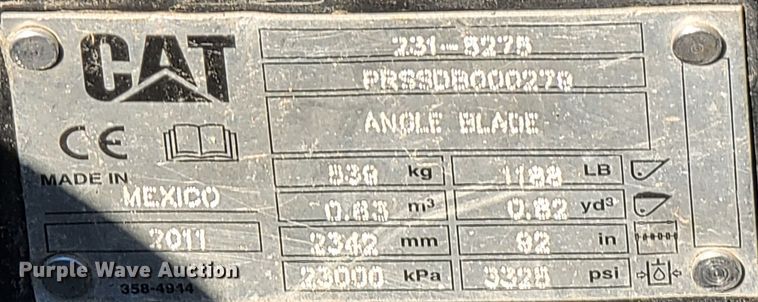 CAT
231-5275
PRSSDB000270
ANGLE BLADE
CE
MADE IN
MEXICO
2011
539 kg 1188 LB
0.63 m³ 0.82 yd³
2342 mm 92 in
23000 kPa 3325 psi
358-4914
Purple Wave Auction